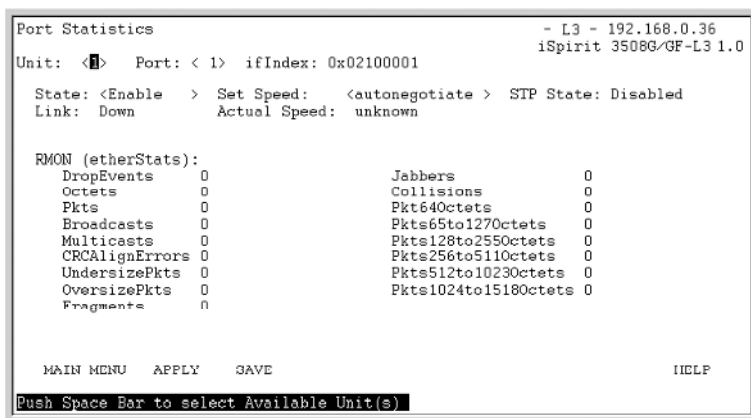 Port Statistics - L3 - 192.168.0.36
iSpirit 3508G/GF-L3 1.0
Unit: <1> Port: < 1> ifIndex: 0x02100001
State: <Enable > Set Speed: <autonegotiate > STP State: Disabled
Link: Down Actual Speed: unknown
RMON (etherStats):
DropEvents 0 Jabbers 0
Octets 0 Collisions 0
Pkts 0 Pkt64Octets 0
Broadcasts 0 Pkts65to127Octets 0
Multicasts 0 Pkts128to255Octets 0
CRCAlignErrors 0 Pkts256to511Octets 0
UndersizePkts 0 Pkts512to1023Octets 0
OversizePkts 0 Pkts1024to1518Octets 0
Fragments 0
MAIN MENU APPLY SAVE HELP
Push Space Bar to select Available Unit(s)